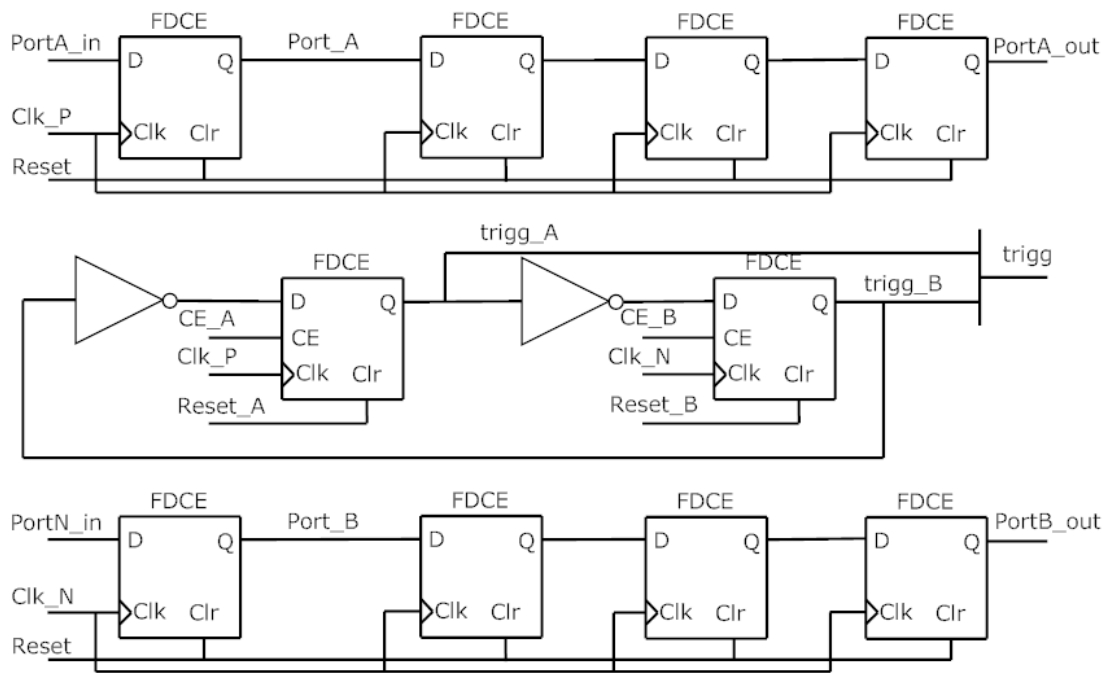 FDCE FDCE FDCE FDCE
PortA_in D Q Port_A D Q D Q D Q PortA_out
Clk_P Clk Clr Clk Clr Clk Clr Clk Clr
Reset
trigg_A trigg
FDCE FDCE
D Q D Q trigg_B
CE_A CE CE_B CE
Clk_P Clk Clr Clk_N Clk Clr
Reset_A Reset_B
FDCE FDCE FDCE FDCE
PortN_in D Q Port_B D Q D Q D Q PortB_out
Clk_N Clk Clr Clk Clr Clk Clr Clk Clr
Reset